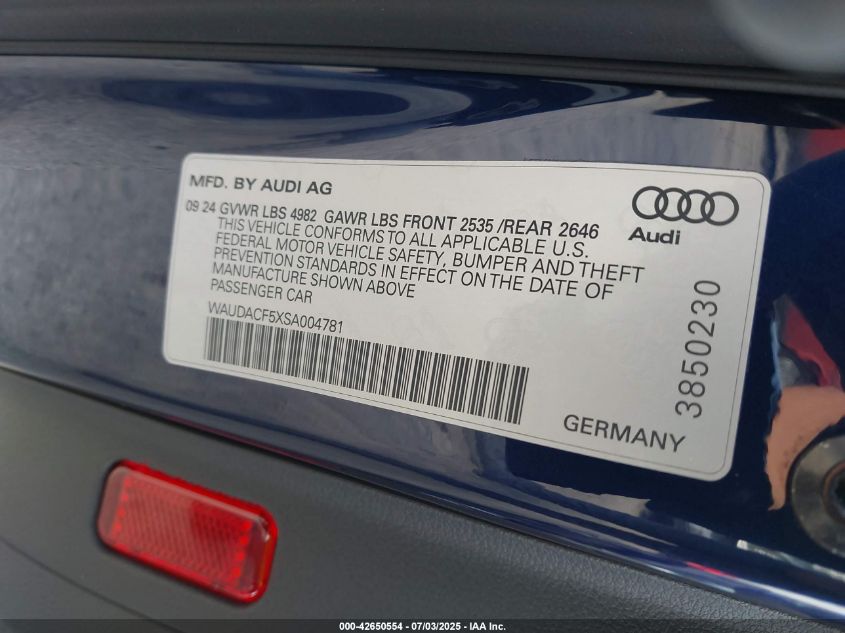 MFD. BY AUDI AG
09 24 GVWR LBS 4982 GAWR LBS FRONT 2535 /REAR 2646
THIS VEHICLE CONFORMS TO ALL APPLICABLE U.S.
FEDERAL MOTOR VEHICLE SAFETY, BUMPER AND THEFT
PREVENTION STANDARDS IN EFFECT ON THE DATE OF
MANUFACTURE SHOWN ABOVE
PASSENGER CAR
WAUDACF5XSA004781
Audi
3850230
GERMANY
000-42650554 - 07/03/2025 - IAA Inc.